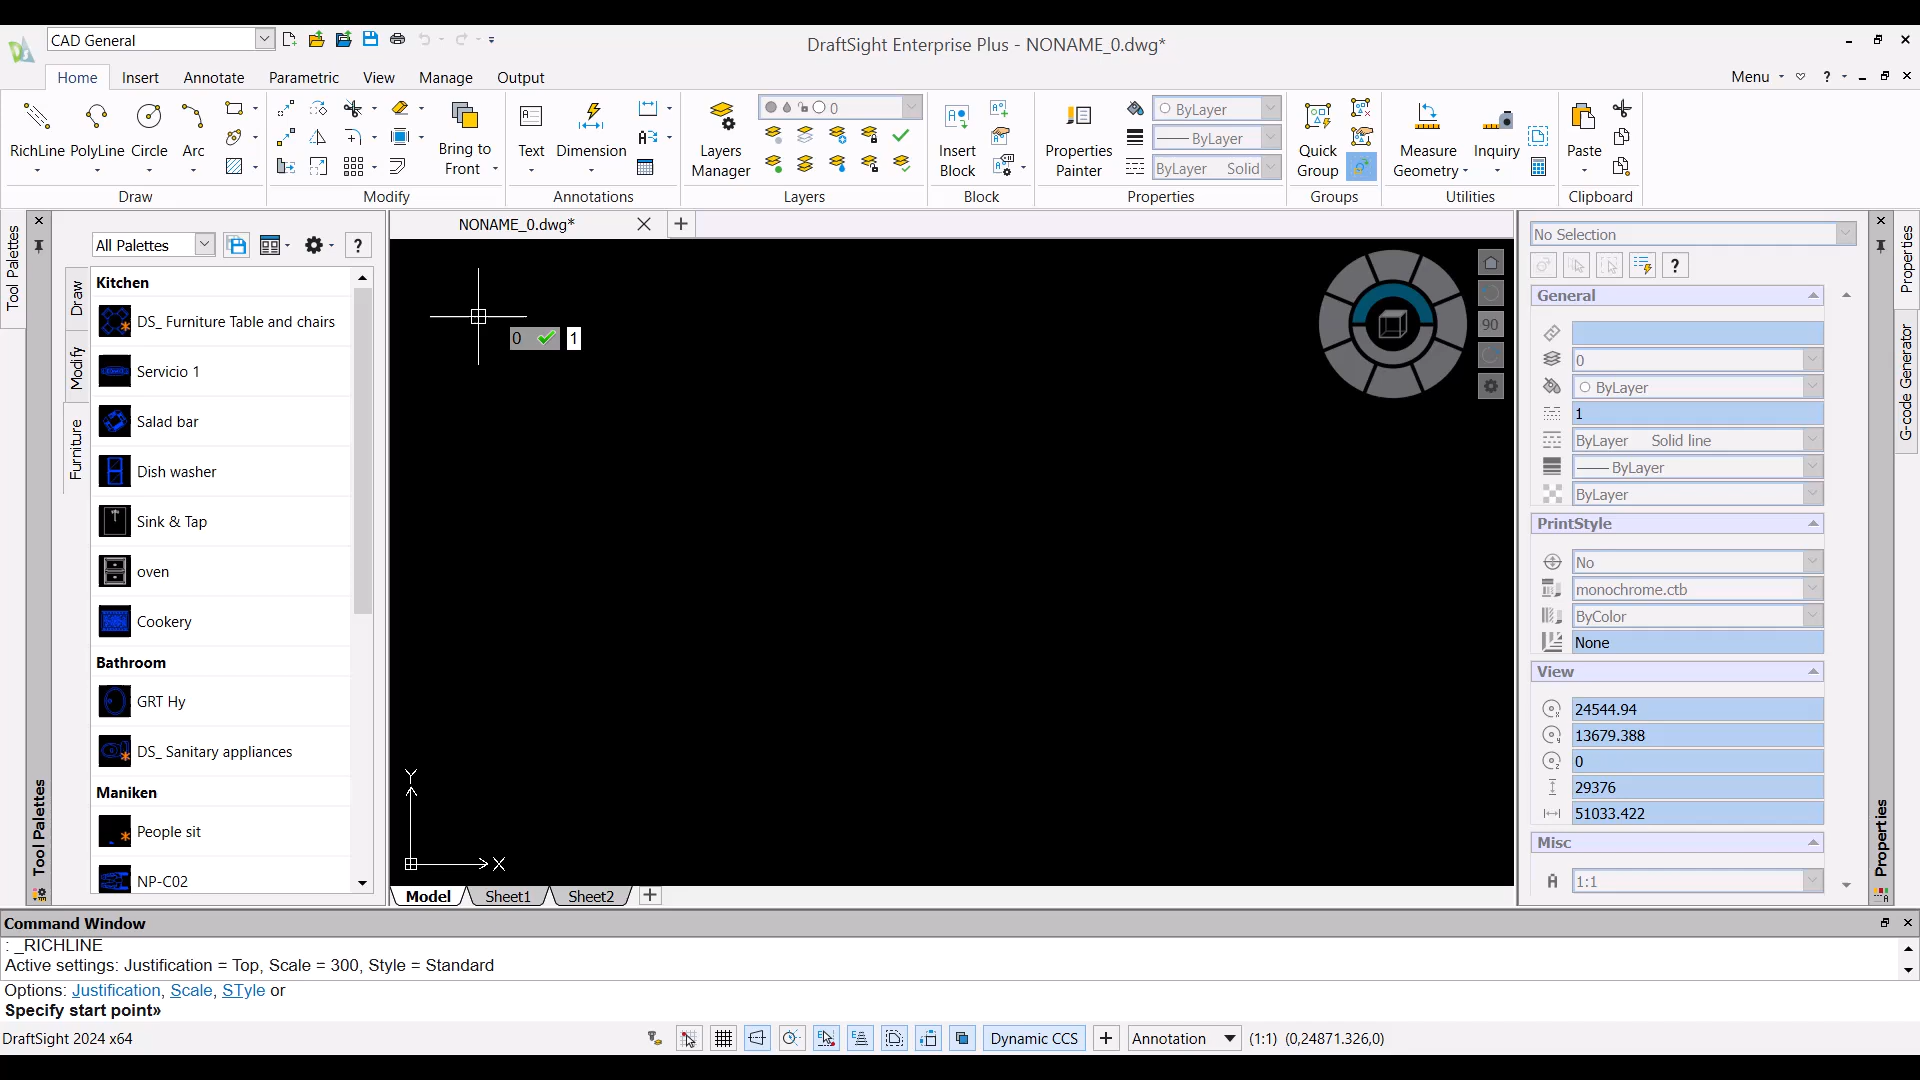 CAD General
DraftSight Enterprise Plus - NONAME_0.dwg*
Home Insert Annotate Parametric View Manage Output
Menu
RichLine PolyLine Circle Arc
Draw
Modify
Bring to Front
Text Dimension
Annotations
Layers Manager
0
Layers
Insert Block
Block
Properties Painter
ByLayer
ByLayer
ByLayer Solid
Properties
Quick Group
Groups
Measure Geometry Inquiry
Utilities
Paste
Clipboard
Tool Palettes
All Palettes
Draw
Modify
Furniture
Kitchen
DS_ Furniture Table and chairs
Servicio 1
Salad bar
Dish washer
Sink & Tap
oven
Cookery
Bathroom
GRT Hy
DS_ Sanitary appliances
Maniken
People sit
NP-C02
Tool Palettes
NONAME_0.dwg*
0 1
90
Y
X
Model Sheet1 Sheet2
No Selection
General
0
ByLayer
1
ByLayer Solid line
ByLayer
ByLayer
PrintStyle
No
monochrome.ctb
ByColor
None
View
24544.94
13679.388
0
29376
51033.422
Misc
1:1
Properties
Properties
G-code Generator
Command Window
: _RICHLINE
Active settings: Justification = Top, Scale = 300, Style = Standard
Options: Justification, Scale, STyle or
Specify start point»
DraftSight 2024 x64
Dynamic CCS
Annotation
(1:1) (0,24871.326,0)